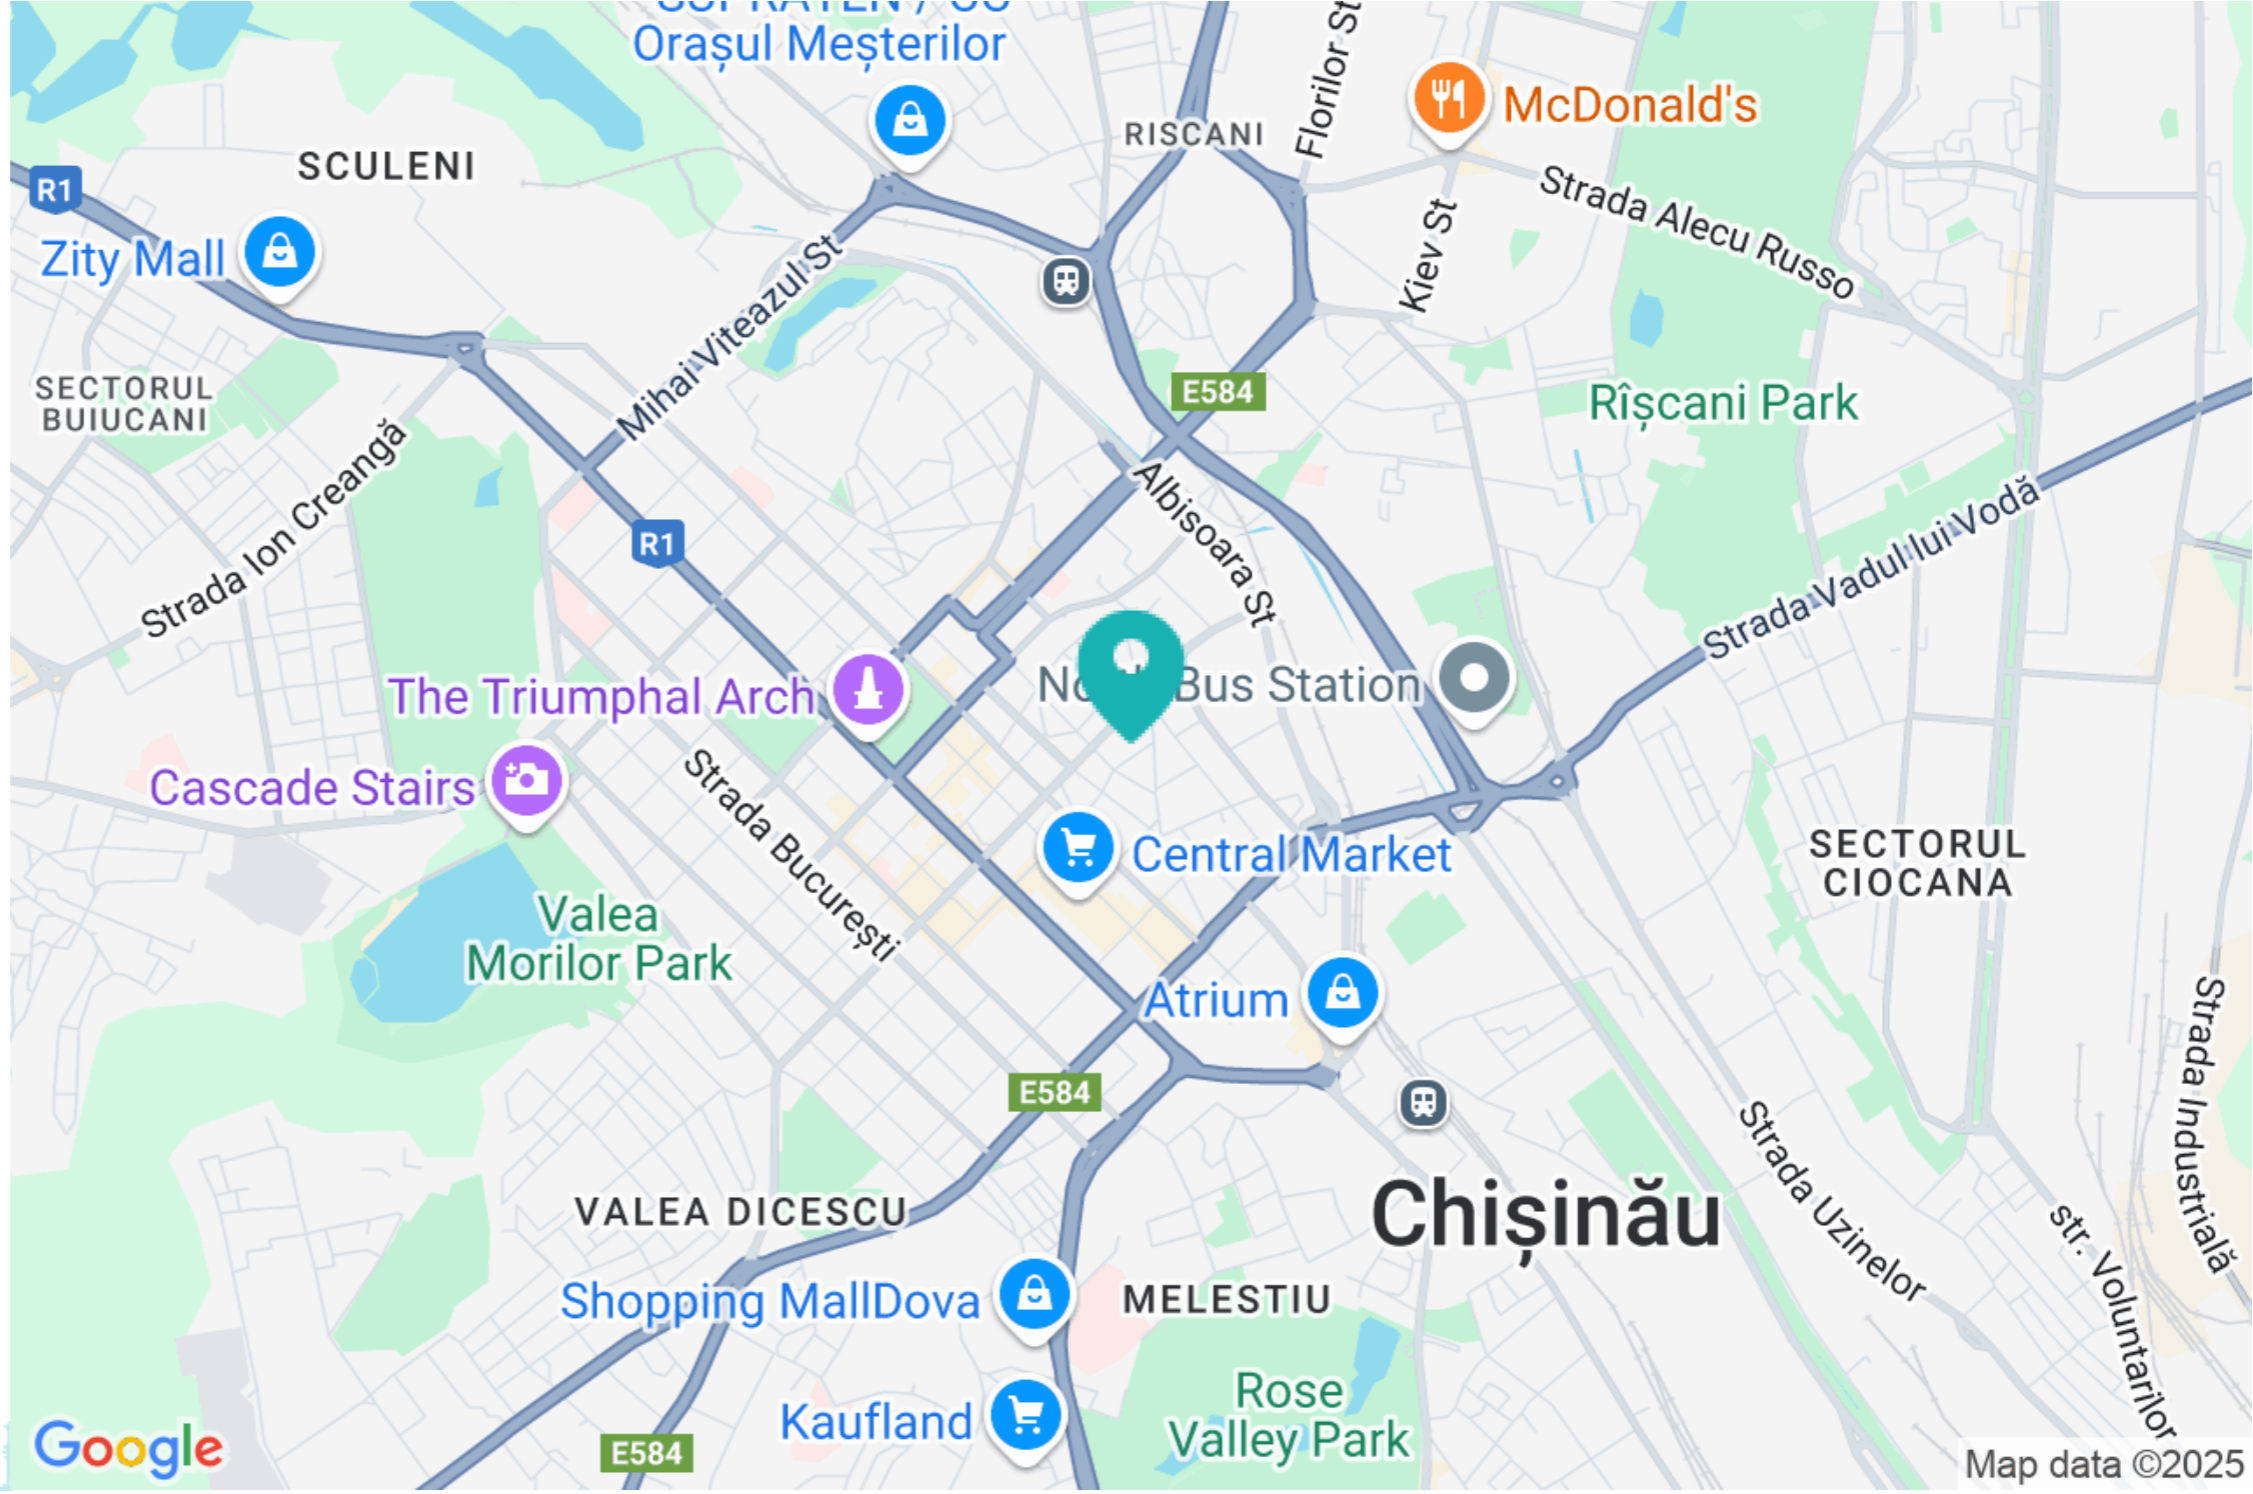 Orașul Meșterilor
Florilor St
McDonald's
RISCANI
SCULENI
R1
Zity Mall
Strada Alecu Russo
Kiev St
Mihai Viteazul St
SECTORUL
BUIUCANI
E584
Rîșcani Park
Strada Ion Creangă
R1
Albisoara St
Strada Vadul lui Vodă
The Triumphal Arch
Bus Station
Cascade Stairs
Strada București
Central Market
SECTORUL
CIOCANA
Valea
Morilor Park
Atrium
Strada Industrială
E584
Strada Uzinelor
VALEA DICESCU
Chișinău
str. Voluntarilor
Shopping MallDova
MELESTIU
Rose
Valley Park
Kaufland
E584
Google
Map data ©2025